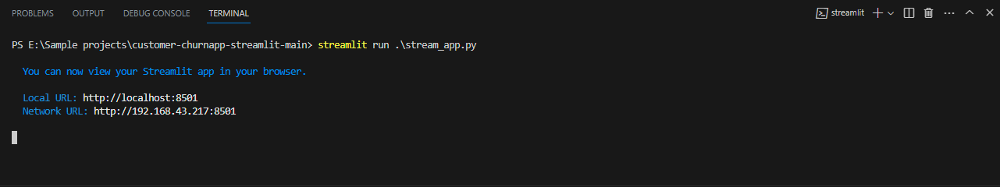 PROBLEMS OUTPUT DEBUG CONSOLE TERMINAL streamlit
PS E:\Sample projects\customer-churnapp-streamlit-main> streamlit run .\stream_app.py
You can now view your Streamlit app in your browser.
Local URL: http://localhost:8501
Network URL: http://192.168.43.217:8501